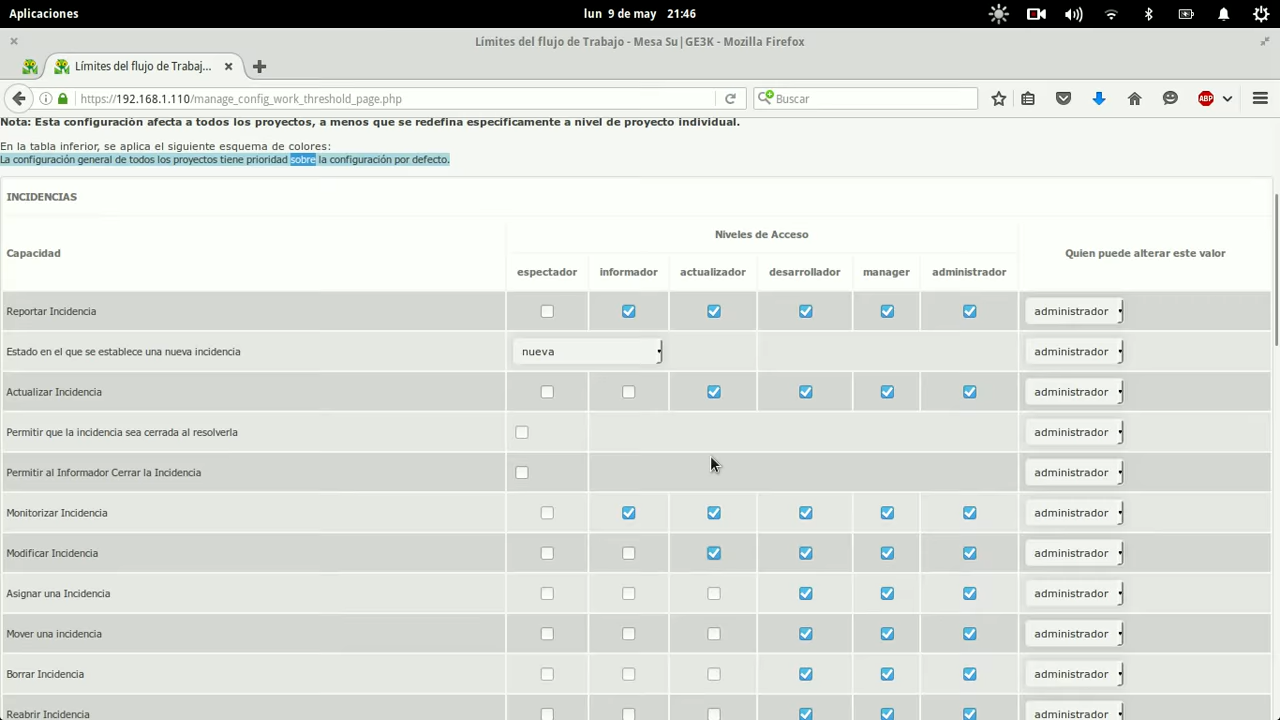 Aplicaciones
lun 9 de may 21:46
Límites del flujo de Trabajo - Mesa Su|GE3K - Mozilla Firefox
Límites del flujo de Trabaj...
https://192.168.1.110/manage_config_work_threshold_page.php
Buscar
ABP
Nota: Esta configuración afecta a todos los proyectos, a menos que se redefina especificamente a nivel de proyecto individual.
En la tabla inferior, se aplica el siguiente esquema de colores:
La configuración general de todos los proyectos tiene prioridad sobre la configuración por defecto.
INCIDENCIAS
Capacidad
Niveles de Acceso
Quien puede alterar este valor
espectador informador actualizador desarrollador manager administrador
Reportar Incidencia administrador
Estado en el que se establece una nueva incidencia nueva administrador
Actualizar Incidencia administrador
Permitir que la incidencia sea cerrada al resolverla administrador
Permitir al Informador Cerrar la Incidencia administrador
Monitorizar Incidencia administrador
Modificar Incidencia administrador
Asignar una Incidencia administrador
Mover una incidencia administrador
Borrar Incidencia administrador
Reabrir Incidencia administrador